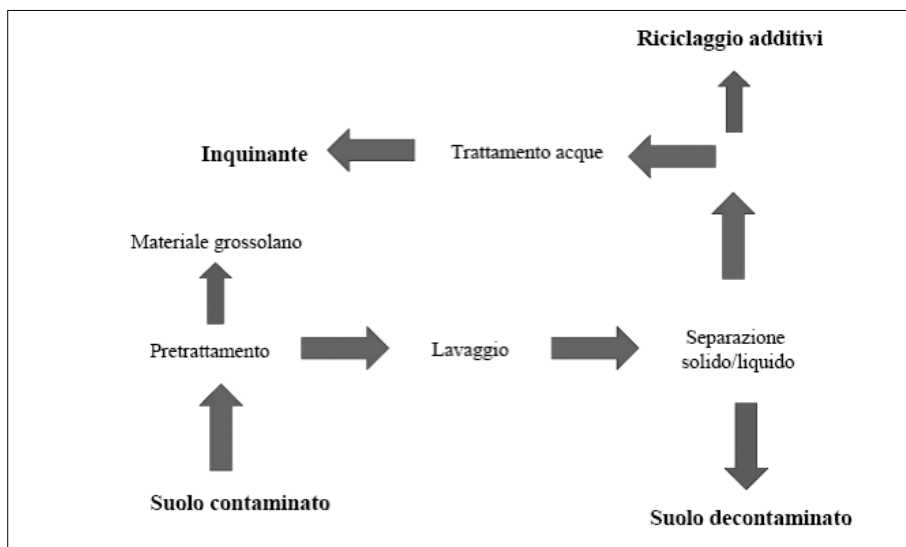 Riciclaggio additivi
Inquinante
Trattamento acque
Materiale grossolano
Pretrattamento
Lavaggio
Separazione
solido/liquido
Suolo contaminato
Suolo decontaminato